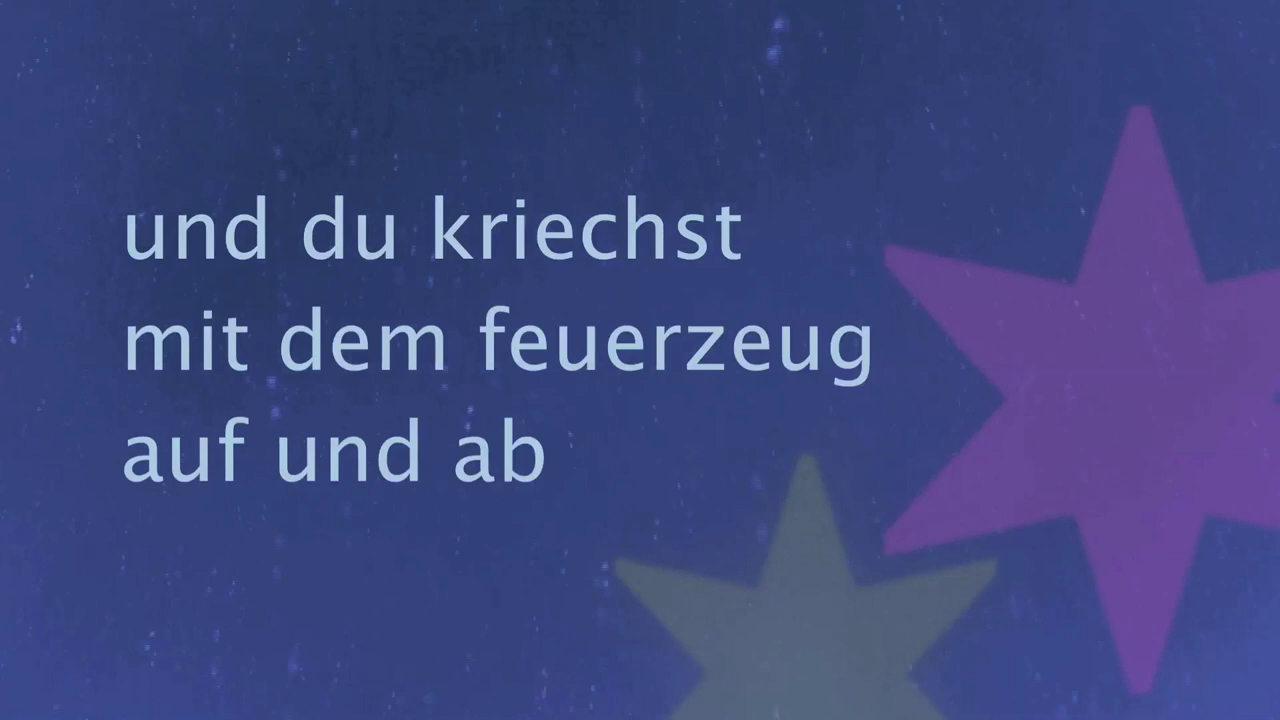 und du kriechst
mit dem feuerzeug
auf und ab